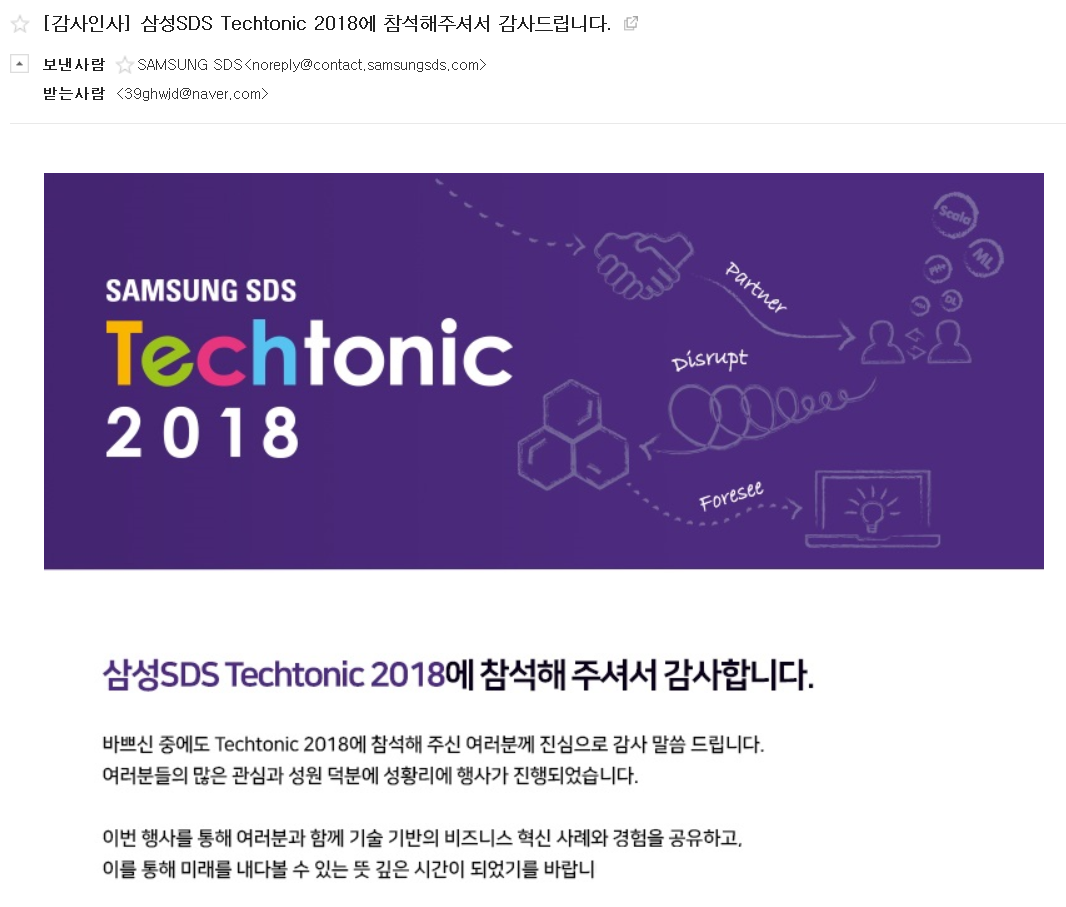 [감사인사] 삼성SDS Techtonic 2018에 참석해주셔서 감사드립니다.
보낸사람 SAMSUNG SDS<noreply@contact.samsungsds.com>
받는사람 <39ghwjd@naver.com>
Scala
ML
Partner
SAMSUNG SDS
Techtonic
2018
Disrupt
Foresee
삼성SDS Techtonic 2018에 참석해 주셔서 감사합니다.
바쁘신 중에도 Techtonic 2018에 참석해 주신 여러분께 진심으로 감사 말씀 드립니다.
여러분들의 많은 관심과 성원 덕분에 성황리에 행사가 진행되었습니다.
이번 행사를 통해 여러분과 함께 기술 기반의 비즈니스 혁신 사례와 경험을 공유하고,
이를 통해 미래를 내다볼 수 있는 뜻 깊은 시간이 되었기를 바랍니